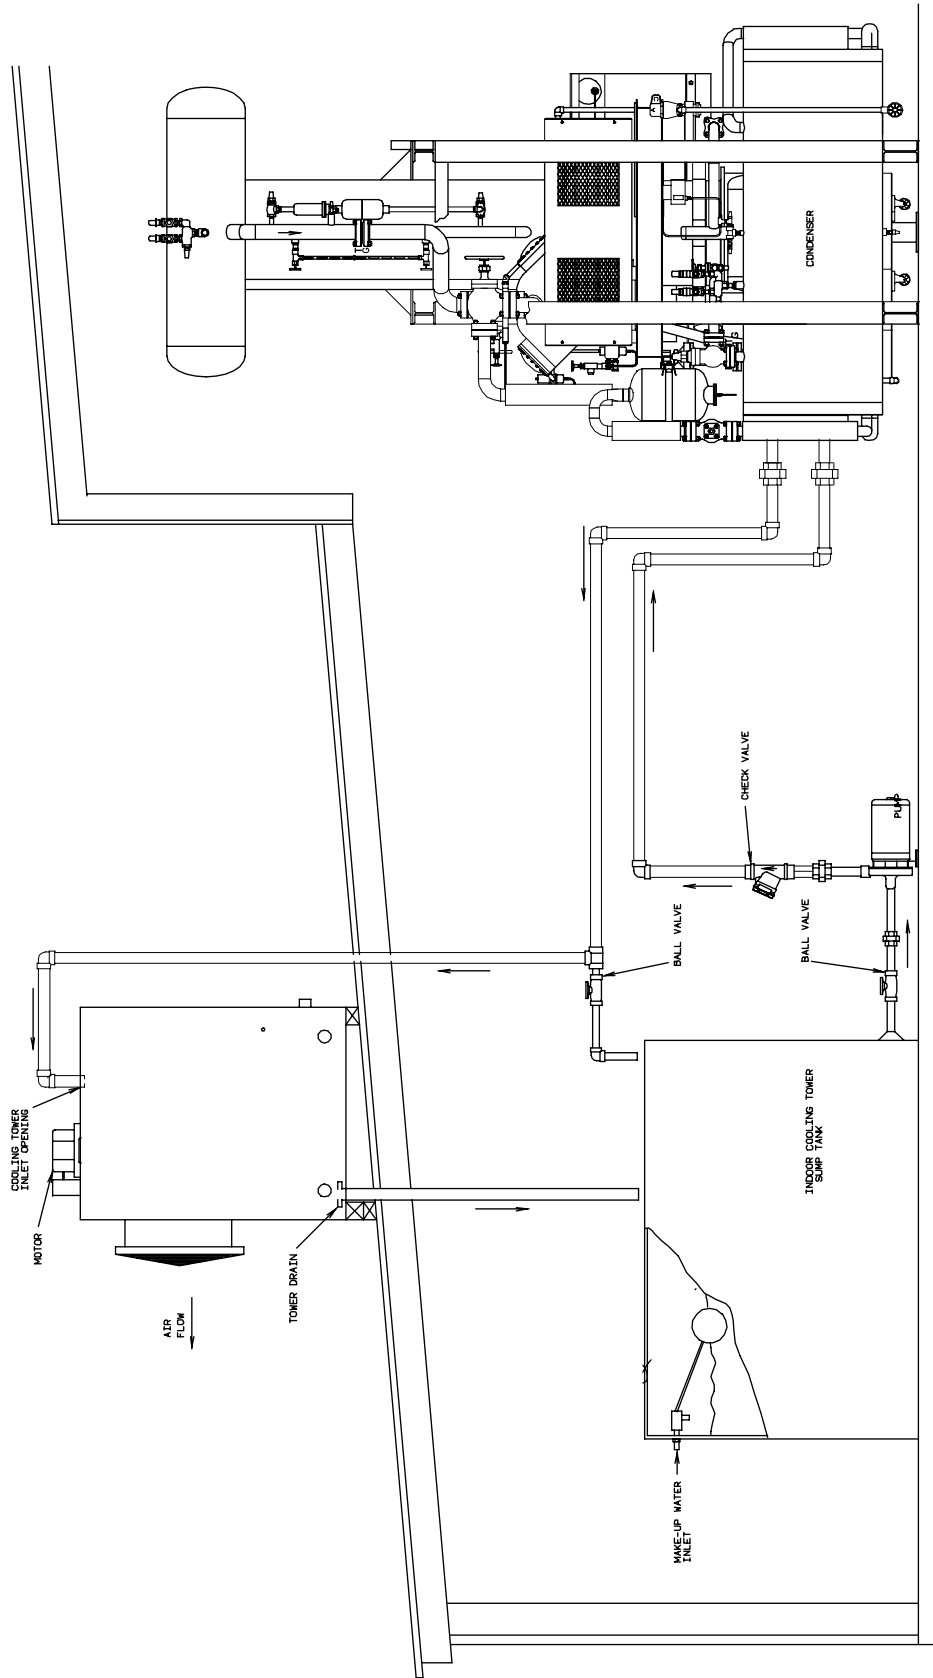 COOLING TOWER
INLET OPENING
MOTOR
AIR
FLOW
TOWER DRAIN
MAKE-UP WATER
INLET
INDOOR COOLING TOWER
SUMP TANK
BALL VALVE
BALL VALVE
CHECK VALVE
PUMP
CONDENSER